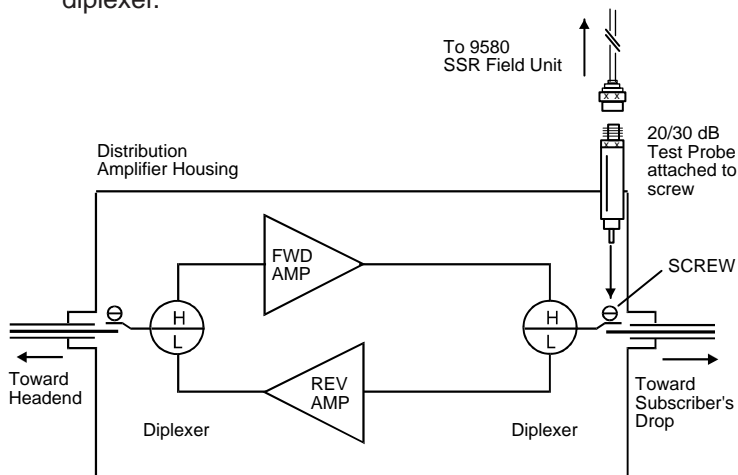 diplexer.
To 9580
SSR Field Unit
20/30 dB
Test Probe
attached to
screw
Distribution
Amplifier Housing
FWD
AMP
SCREW
H
L
H
L
REV
AMP
Toward
Headend
Diplexer
Diplexer
Toward
Subscriber's
Drop